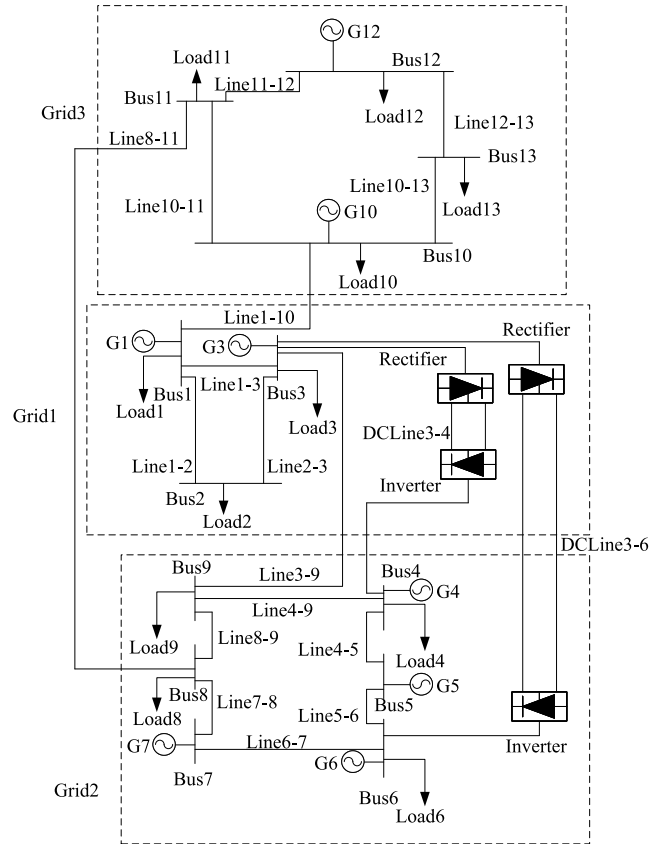 G12
Load11
Bus12
Line11-12
Bus11
Grid3
Load12
Line12-13
Line8-11
Bus13
Line10-13
Line10-11
G10
Load13
Bus10
Load10
Line1-10
Rectifier
G1
G3
Rectifier
Line1-3
Bus1
Bus3
Grid1
Load1
Load3
DCLine3-4
Line1-2
Line2-3
Inverter
Bus2
Load2
DCLine3-6
Bus9
Bus4
Line3-9
G4
Line4-9
Load9
Line8-9
Line4-5
Load4
Bus8
G5
Line7-8
Bus5
Load8
Line5-6
G7
Line6-7
Inverter
Bus7
G6
Grid2
Bus6
Load6